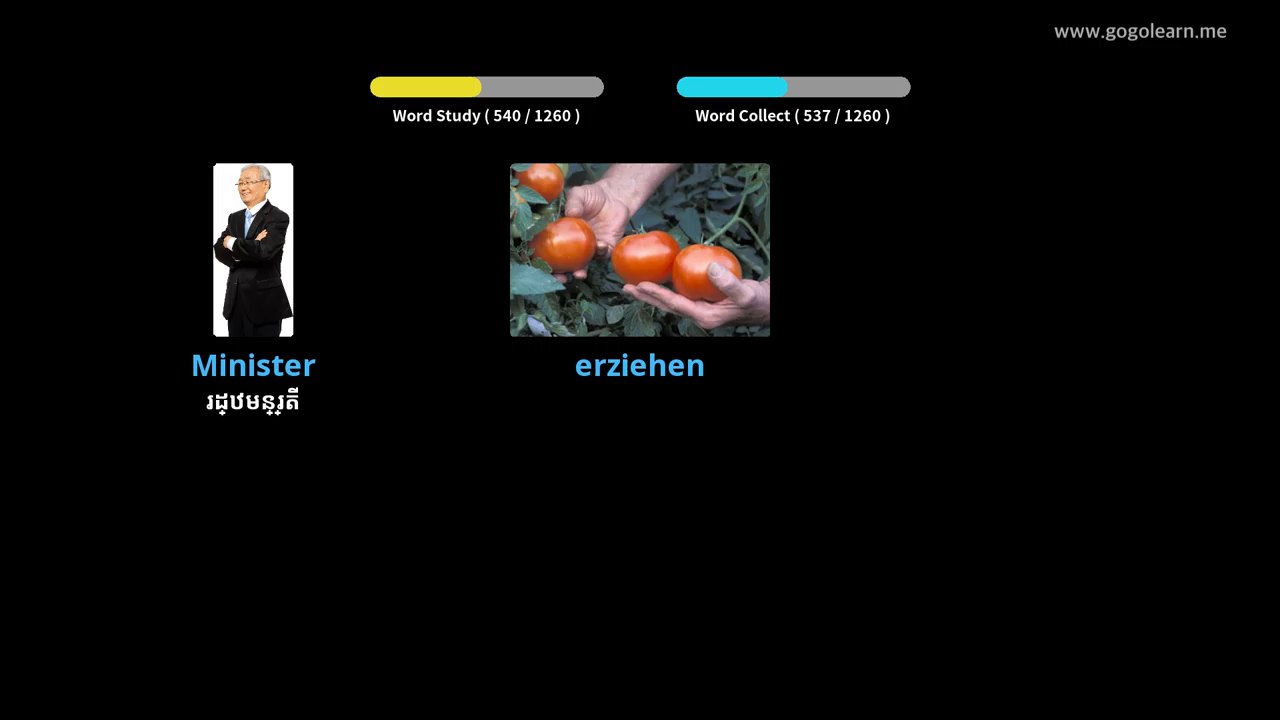 www.gogolearn.me
Word Study ( 540 / 1260 )
Word Collect ( 537 / 1260 )
Minister
រដ្ឋមន្រ្តី
erziehen